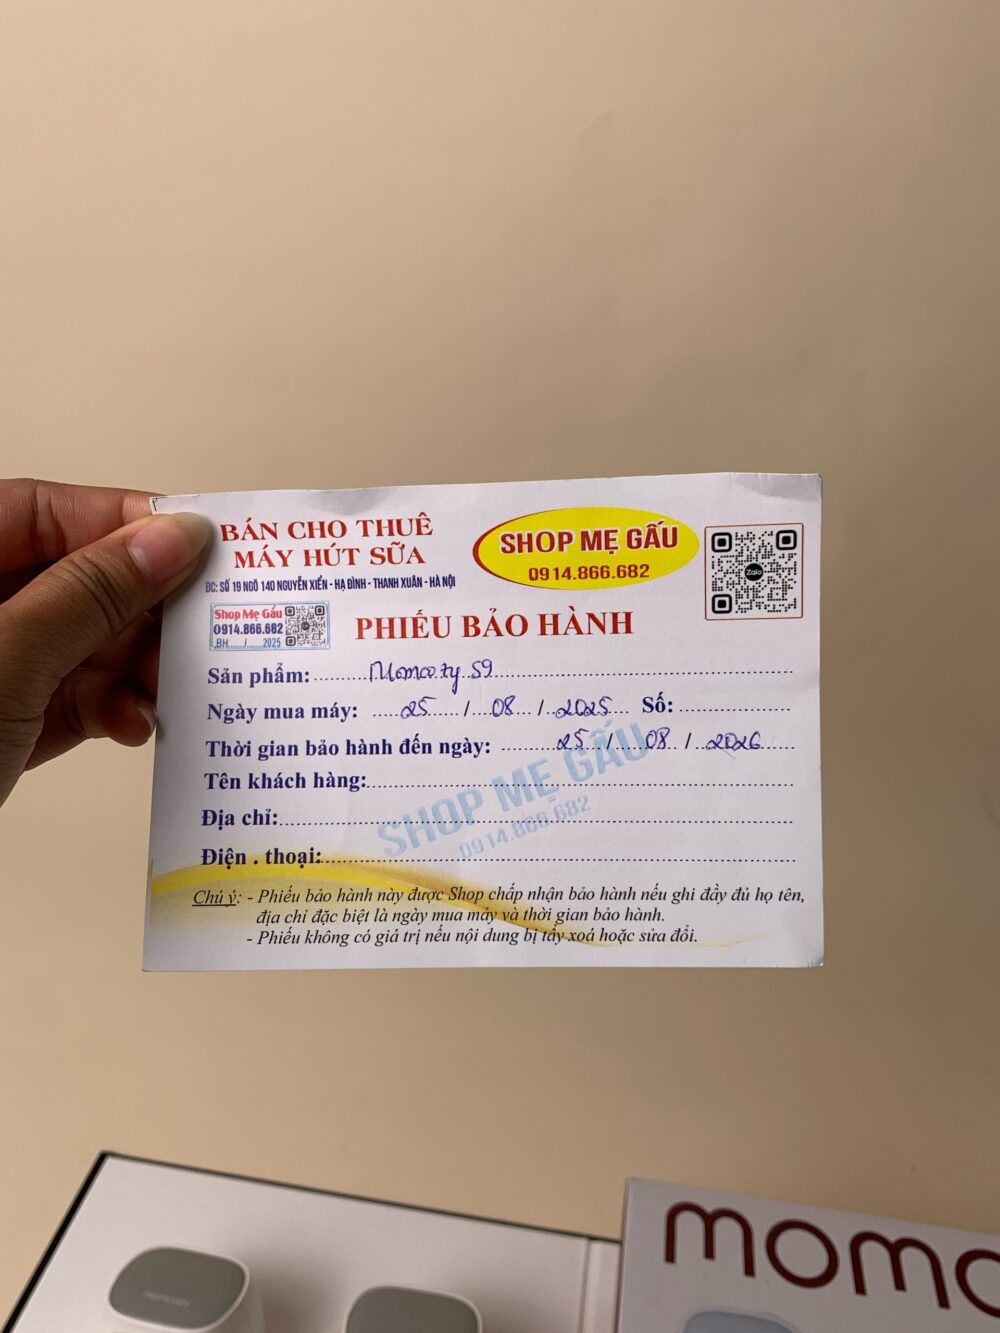 BÁN CHO THUÊ
MÁY HÚT SỮA
ĐC: SỐ 19 NGÕ 140 NGUYỄN XIỂN - HẠ ĐÌNH - THANH XUÂN - HÀ NỘI
SHOP MẸ GẤU
0914.866.682
Zalo
Shop Mẹ Gấu
0914.866.682
BH....../....../2025
PHIẾU BẢO HÀNH
Sản phẩm: Momcozy S9
Ngày mua máy: 25 / 08 / 2025 Số:
Thời gian bảo hành đến ngày: 25 / 08 / 2026
Tên khách hàng:
Địa chỉ:
Điện . thoại:
SHOP MẸ GẤU
0914.866.682
Chú ý: - Phiếu bảo hành này được Shop chấp nhận bảo hành nếu ghi đầy đủ họ tên,
địa chỉ đặc biệt là ngày mua máy và thời gian bảo hành.
- Phiếu không có giá trị nếu nội dung bị tẩy xoá hoặc sửa đổi.
momcozy
momc